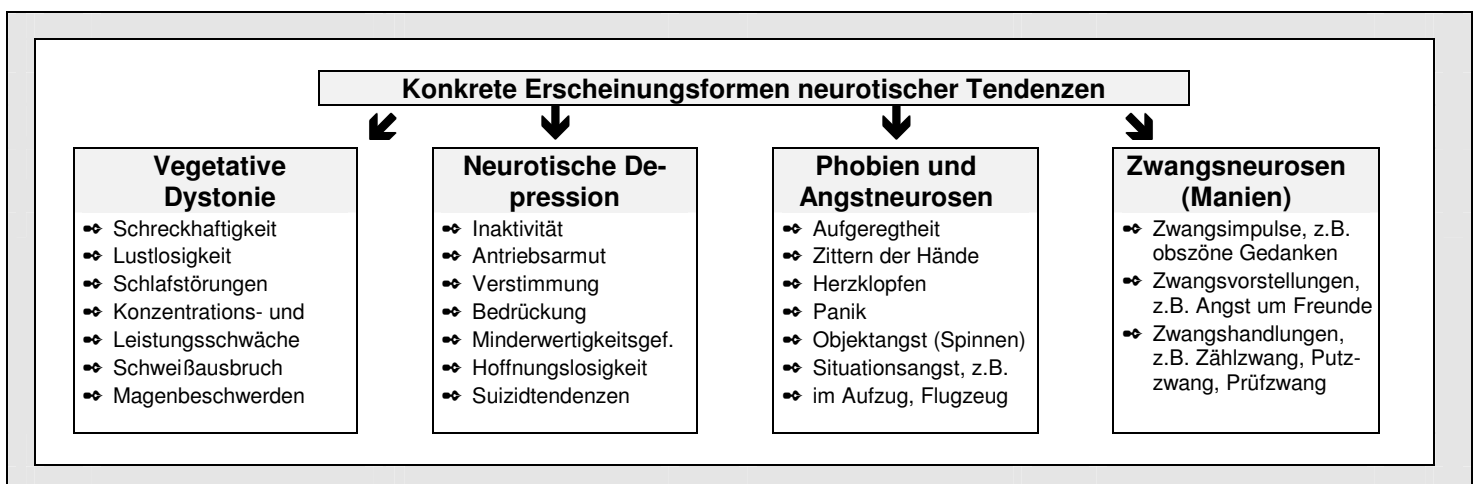 Konkrete Erscheinungsformen neurotischer Tendenzen
Vegetative
Dystonie
Schreckhaftigkeit
Lustlosigkeit
Schlafstörungen
Konzentrations- und
Leistungsschwäche
Schweißausbruch
Magenbeschwerden
Neurotische De-
pression
Inaktivität
Antriebsarmut
Verstimmung
Bedrückung
Minderwertigkeitsgef.
Hoffnungslosigkeit
Suizidtendenzen
Phobien und
Angstneurosen
Aufgeregtheit
Zittern der Hände
Herzklopfen
Panik
Objektangst (Spinnen)
Situationsangst, z.B.
im Aufzug, Flugzeug
Zwangsneurosen
(Manien)
Zwangsimpulse, z.B.
obszöne Gedanken
Zwangsvorstellungen,
z.B. Angst um Freunde
Zwangshandlungen,
z.B. Zählzwang, Putz-
zwang, Prüfzwang